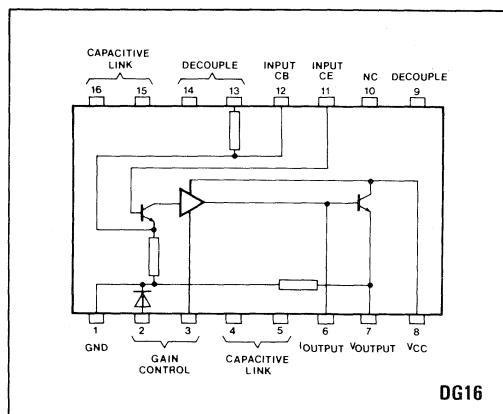 CAPACITIVE LINK DECOUPLE INPUT CB INPUT CE NC DECOUPLE
16 15 14 13 12 11 10 9
1 2 3 4 5 6 7 8
GND GAIN CONTROL CAPACITIVE LINK IOUTPUT VOUTPUT VCC
DG16